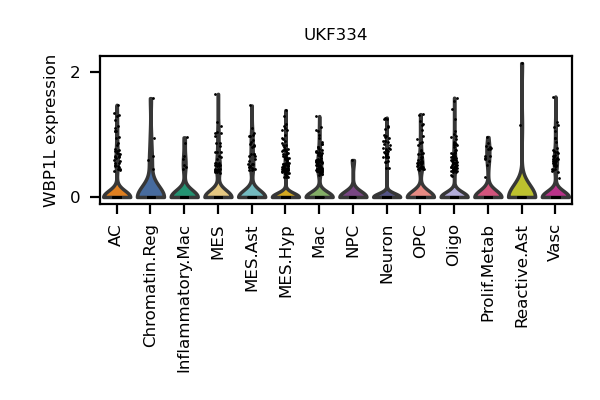 UKF334
WBP1L expression
2
0
AC
Chromatin.Reg
Inflammatory.Mac
MES
MES.Ast
MES.Hyp
Mac
NPC
Neuron
OPC
Oligo
Prolif.Metab
Reactive.Ast
Vasc